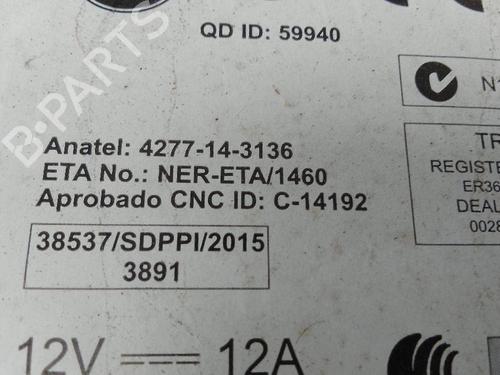 QD ID: 59940
N1
Anatel: 4277-14-3136
ETA No.: NER-ETA/1460
Aprobado CNC ID: C-14192
TR
REGISTE
ER36
DEAL
0028
38537/SDPPI/2015
3891
12V 12A
B-PARTS